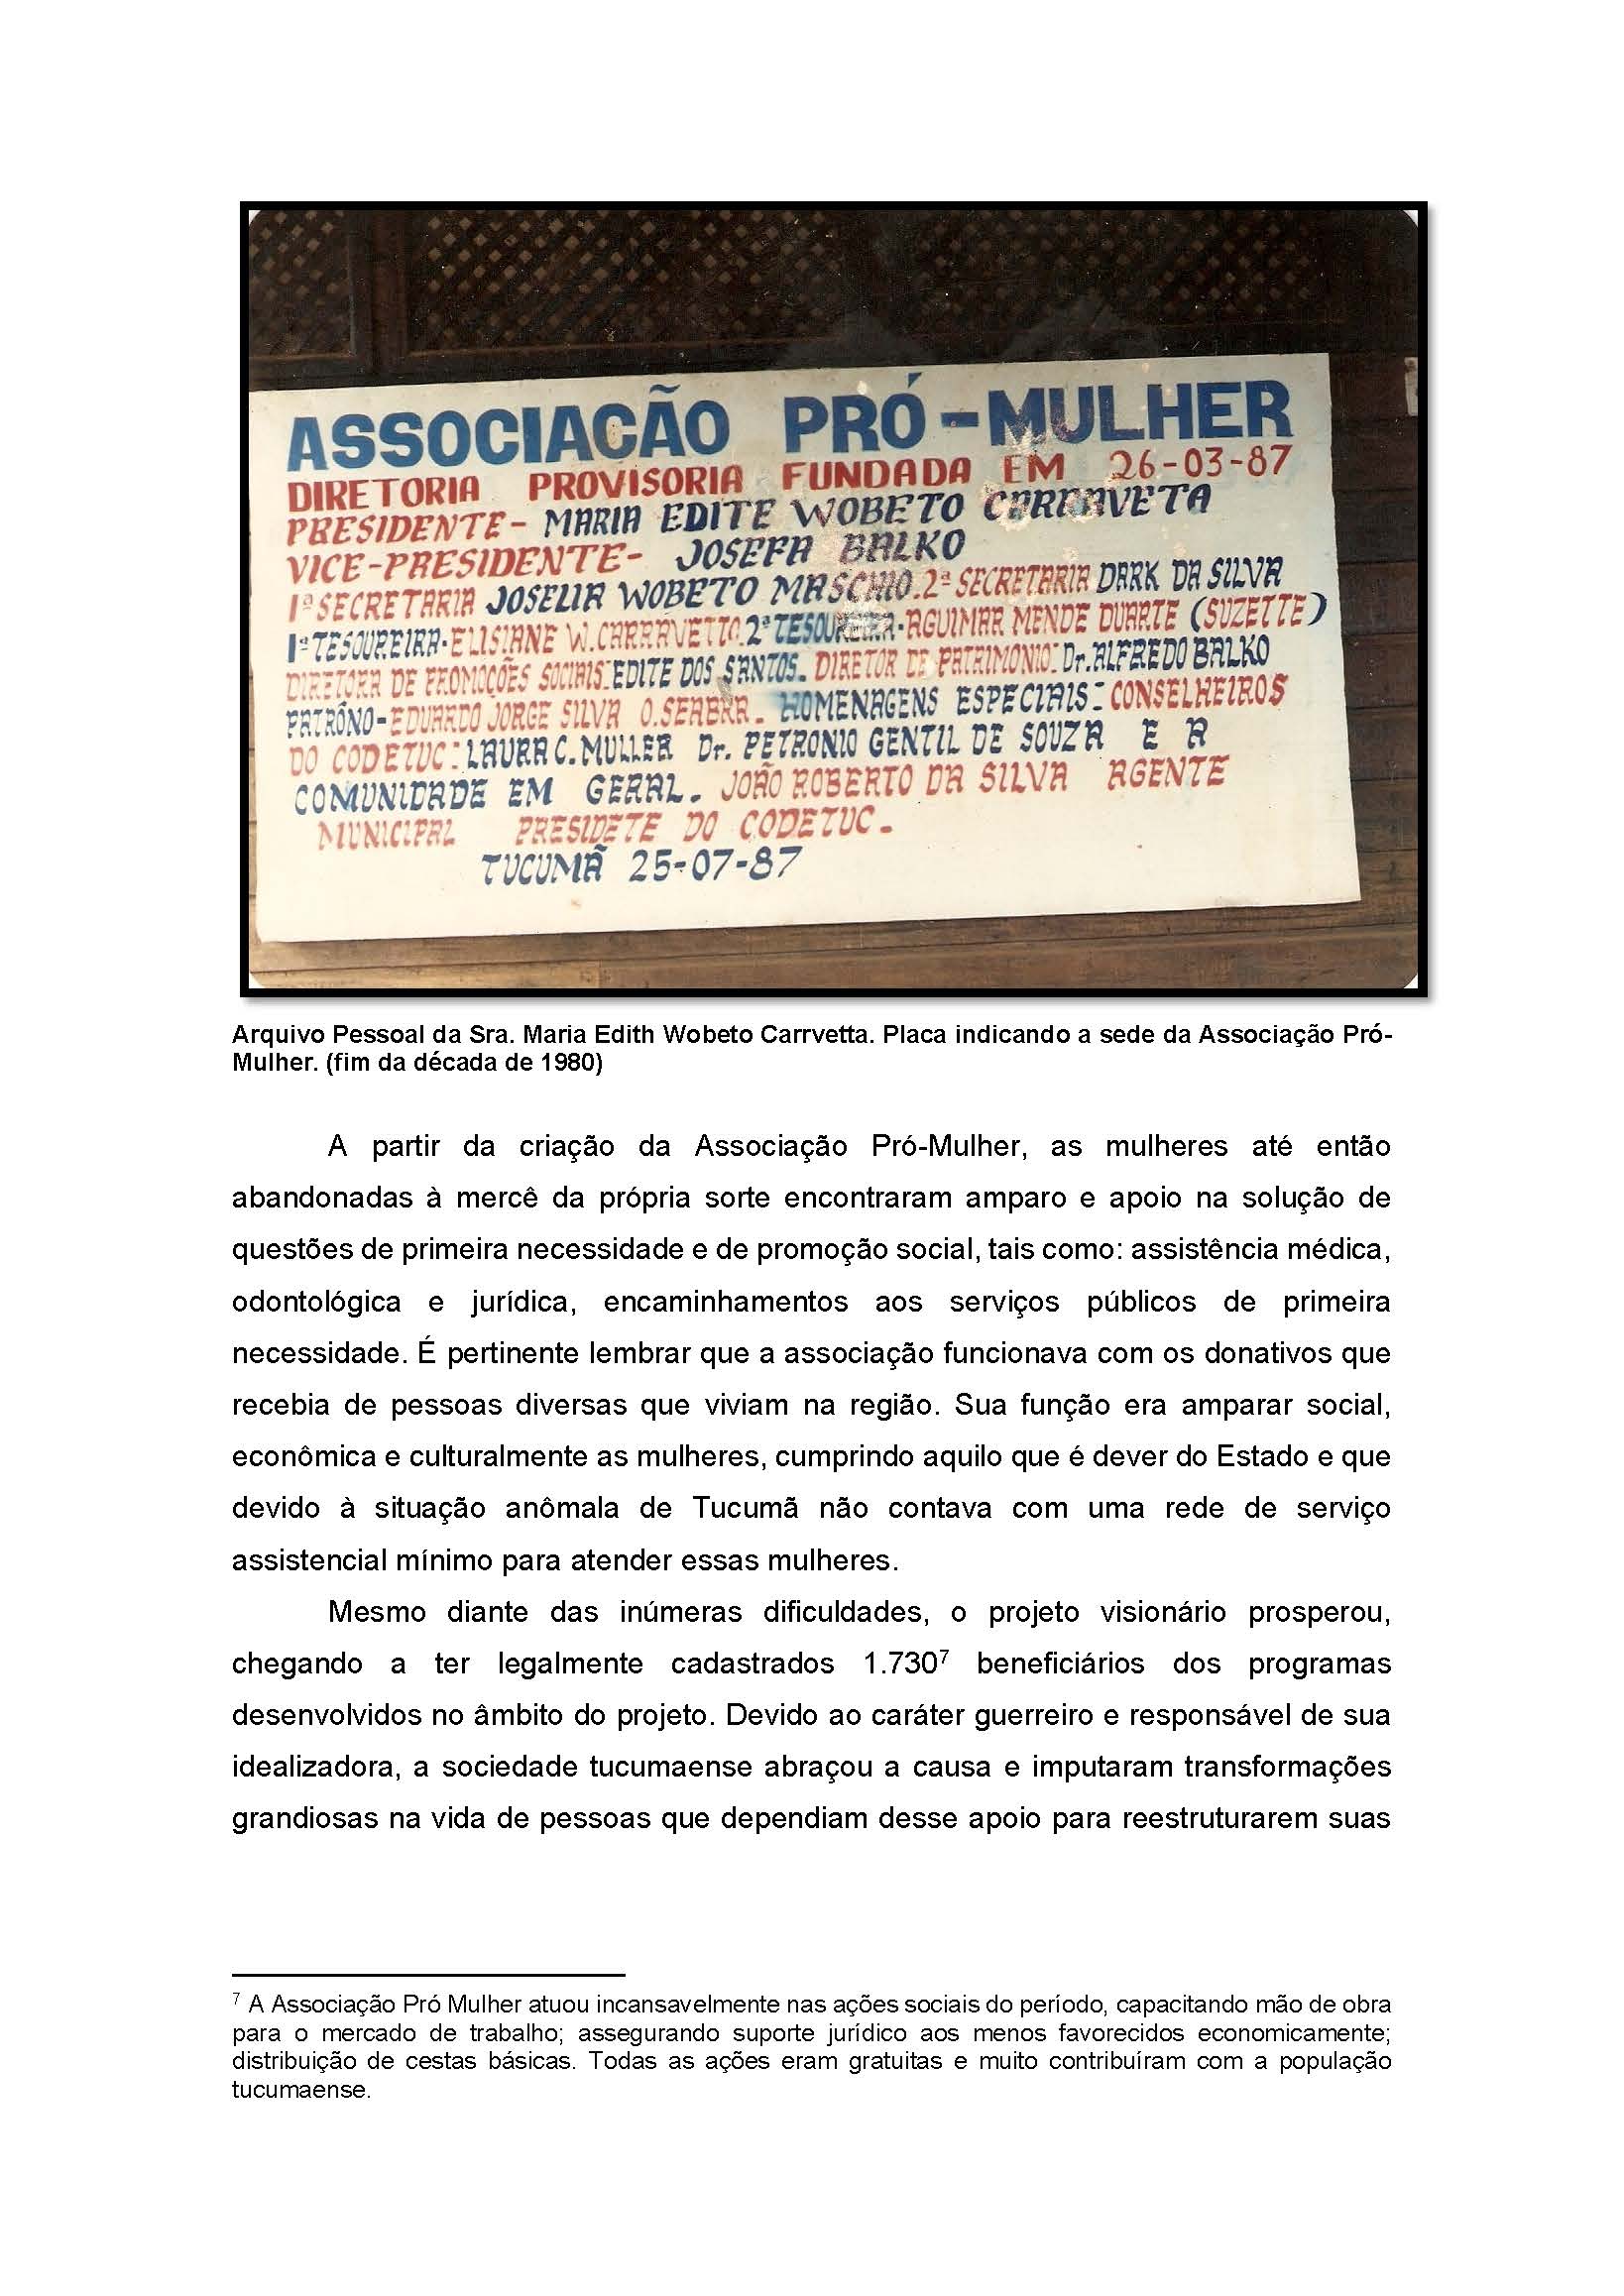 ASSOCIAÇÃO PRÓ-MULHER
DIRETORIA PROVISORIA FUNDADA EM 26-03-87
PRESIDENTE- MARIA EDITE WOBETO CARRAVETA
VICE-PRESIDENTE- JOSEFA BALKO
1ª SECRETARIA JOSELIA WOBETO MASCHIO. 2ª SECRETARIA DARK DA SILVA
1ª TESOUREIRA-ELISIANE W. CARRAVETTO. 2ª TESOUREIRA-AGUIMAR MENDE DUARTE (SUZETTE)
DIRETORA DE PROMOÇÕES SOCIAIS-EDITE DOS SANTOS. DIRETOR DE PATRIMONIO-Dr. ALFREDO BALKO
PATRÔNO-EDUARDO JORGE SILVA O. SEABRA. HOMENAGENS ESPECIAIS- CONSELHEIROS
DO CODETUC: LAURA C. MULLER Dr. PETRONIO GENTIL DE SOUZA E A
COMUNIDADE EM GERAL. JOÃO ROBERTO DA SILVA AGENTE
MUNICIPAL PRESIDETE DO CODETUC.
TUCUMÃ 25-07-87
Arquivo Pessoal da Sra. Maria Edith Wobeto Carrvetta. Placa indicando a sede da Associação Pró-
Mulher. (fim da década de 1980)
A partir da criação da Associação Pró-Mulher, as mulheres até então
abandonadas à mercê da própria sorte encontraram amparo e apoio na solução de
questões de primeira necessidade e de promoção social, tais como: assistência médica,
odontológica e jurídica, encaminhamentos aos serviços públicos de primeira
necessidade. É pertinente lembrar que a associação funcionava com os donativos que
recebia de pessoas diversas que viviam na região. Sua função era amparar social,
econômica e culturalmente as mulheres, cumprindo aquilo que é dever do Estado e que
devido à situação anômala de Tucumã não contava com uma rede de serviço
assistencial mínimo para atender essas mulheres.
Mesmo diante das inúmeras dificuldades, o projeto visionário prosperou,
chegando a ter legalmente cadastrados 1.730⁷ beneficiários dos programas
desenvolvidos no âmbito do projeto. Devido ao caráter guerreiro e responsável de sua
idealizadora, a sociedade tucumaense abraçou a causa e imputaram transformações
grandiosas na vida de pessoas que dependiam desse apoio para reestruturarem suas
⁷ A Associação Pró Mulher atuou incansavelmente nas ações sociais do período, capacitando mão de obra
para o mercado de trabalho; assegurando suporte jurídico aos menos favorecidos economicamente;
distribuição de cestas básicas. Todas as ações eram gratuitas e muito contribuíram com a população
tucumaense.